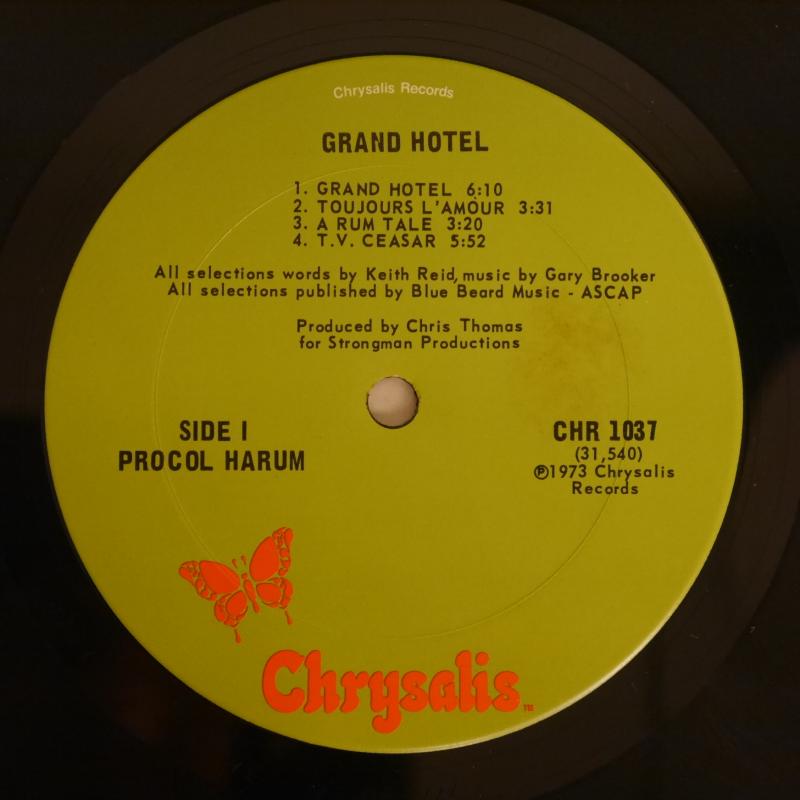 Chrysalis Records
GRAND HOTEL
1. GRAND HOTEL 6:10
2. TOUJOURS L'AMOUR 3:31
3. A RUM TALE 3:20
4. T.V. CEASAR 5:52
All selections words by Keith Reid, music by Gary Brooker
All selections published by Blue Beard Music - ASCAP
Produced by Chris Thomas
for Strongman Productions
SIDE I
PROCOL HARUM
CHR 1037
(31,540)
℗1973 Chrysalis
Records
Chrysalis™